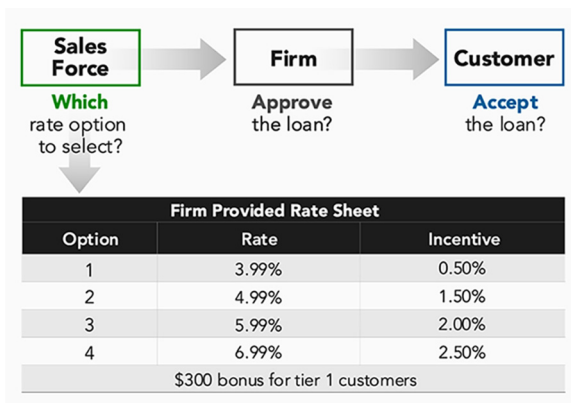 Sales
Force
Firm
Customer
Which
rate option
to select?
Approve
the loan?
Accept
the loan?
Firm Provided Rate Sheet
Option Rate Incentive
1 3.99% 0.50%
2 4.99% 1.50%
3 5.99% 2.00%
4 6.99% 2.50%
$300 bonus for tier 1 customers